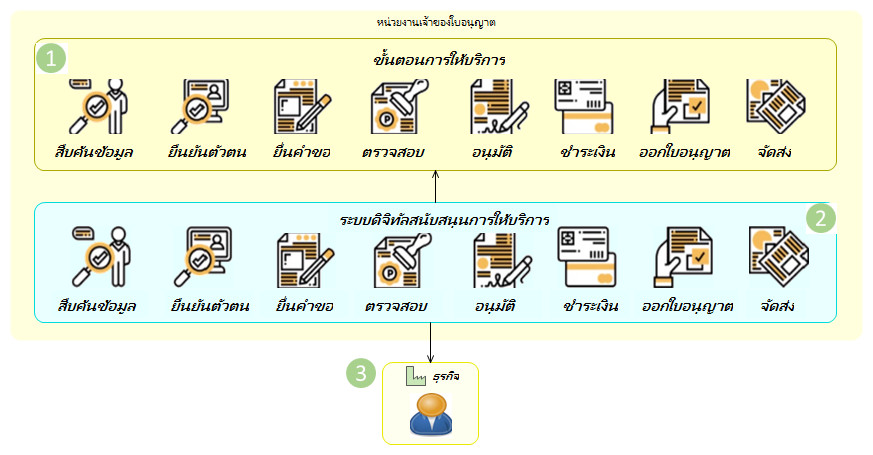 หน่วยงานเจ้าของใบอนุญาต
1
ขั้นตอนการให้บริการ
สืบค้นข้อมูล ยืนยันตัวตน ยื่นคำขอ ตรวจสอบ อนุมัติ ชำระเงิน ออกใบอนุญาต จัดส่ง
ระบบดิจิทัลสนับสนุนการให้บริการ
2
สืบค้นข้อมูล ยืนยันตัวตน ยื่นคำขอ ตรวจสอบ อนุมัติ ชำระเงิน ออกใบอนุญาต จัดส่ง
3
ธุรกิจ